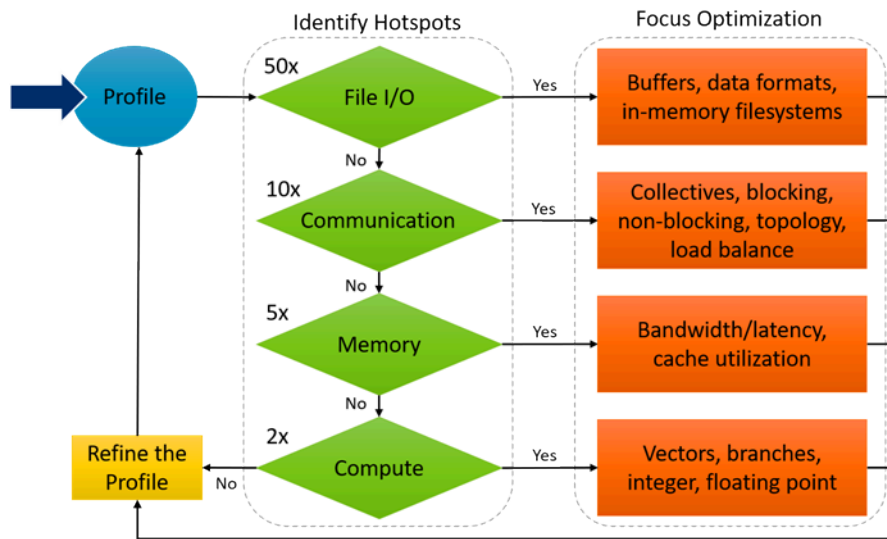 Identify Hotspots
Focus Optimization
Profile
50x
File I/O
Yes
Buffers, data formats,
in-memory filesystems
No
10x
Communication
Yes
Collectives, blocking,
non-blocking, topology,
load balance
No
5x
Memory
Yes
Bandwidth/latency,
cache utilization
No
2x
Compute
Yes
Vectors, branches,
integer, floating point
No
Refine the
Profile